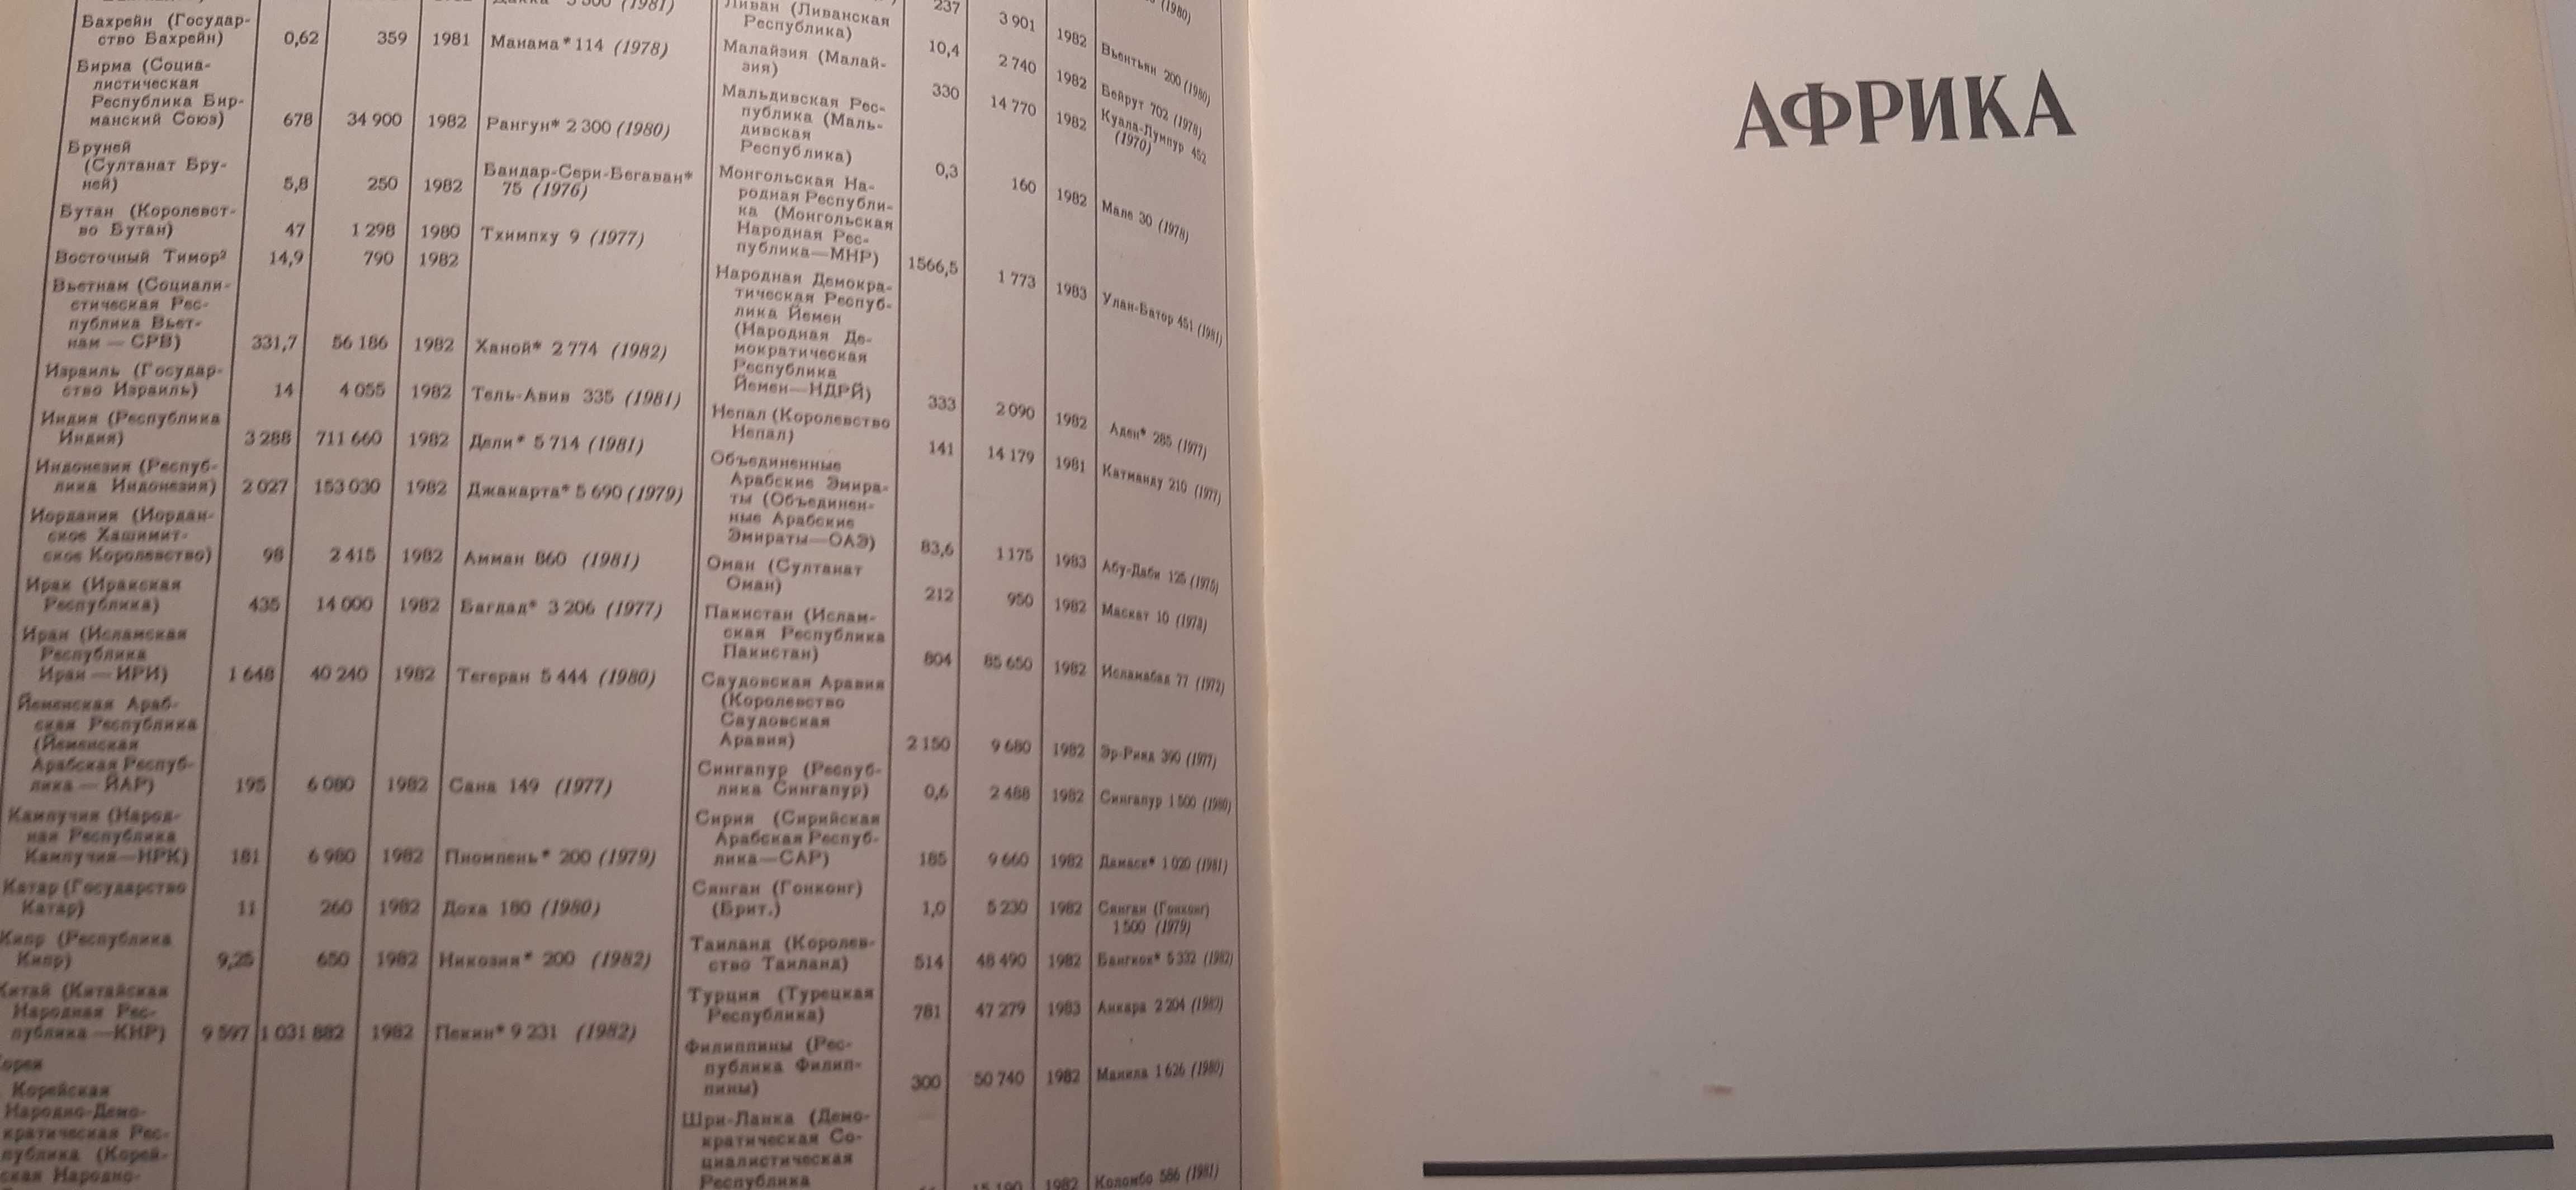 Бахрейн (Государ-
ство Бахрейн) 0,62 359 1981 Манама* 114 (1978)
Бирма (Социа-
листическая
Республика Бир-
манский Союз) 678 34 900 1982 Рангун* 2 300 (1980)
Бруней
(Султанат Бру-
ней) 5,8 250 1982 Бандар-Сери-Бегаван*
75 (1976)
Бутан (Королевст-
во Бутан) 47 1 298 1980 Тхимпху 9 (1977)
Восточный Тимор² 14,9 790 1982
Вьетнам (Социали-
стическая Рес-
публика Вьет-
нам — СРВ) 331,7 56 186 1982 Ханой* 2 774 (1982)
Израиль (Государ-
ство Израиль) 14 4 055 1982 Тель-Авив 335 (1981)
Индия (Республика
Индия) 3 288 711 660 1982 Дели* 5 714 (1981)
Индонезия (Респуб-
лика Индонезия) 2 027 153 030 1982 Джакарта* 5 690 (1979)
Иордания (Иордан-
ское Хашимит-
ское Королевство) 98 2 415 1982 Амман 860 (1981)
Ирак (Иракская
Республика) 435 14 000 1982 Багдад* 3 206 (1977)
Иран (Исламская
Республика
Иран — ИРИ) 1 648 40 240 1982 Тегеран 5 444 (1980)
Йеменская Араб-
ская Республика
(Йеменская
Арабская Респуб-
лика — ЙАР) 195 6 080 1982 Сана 149 (1977)
Кампучия (Народ-
ная Республика
Кампучия—НРК) 181 6 980 1982 Пномпень* 200 (1979)
Катар (Государство
Катар) 11 260 1982 Доха 180 (1980)
Кипр (Республика
Кипр) 9,25 650 1982 Никозия* 200 (1982)
Китай (Китайская
Народная Рес-
публика —КНР) 9 597 1 031 882 1982 Пекин* 9 231 (1982)
Корейская
Народно-Демо-
кратическая Рес-
публика (Корей-
ская Народно-
(1980)
Ливан (Ливанская 237 3 901 1982 Вьентьян 200 (1980)
Республика) 10,4 2 740 1982 Бейрут 702 (1978)
Малайзия (Малай-
зия) 330 14 770 1982 Куала-Лумпур 452
(1970)
Мальдивская Рес-
публика (Маль-
дивская
Республика) 0,3 160 1982 Мале 30 (1978)
Монгольская На-
родная Республи-
ка (Монгольская
Народная Рес-
публика—МНР) 1566,5 1 773 1983 Улан-Батор 451 (1981)
Народная Демокра-
тическая Респуб-
лика Йемен
(Народная Де-
мократическая
Республика
Йемен—НДРЙ) 333 2 090 1982 Аден* 285 (1977)
Непал (Королевство
Непал) 141 14 179 1981 Катманду 210 (1977)
Объединенные
Арабские Эмира-
ты (Объединен-
ные Арабские
Эмираты—ОАЭ) 83,6 1 175 1983 Абу-Даби 125
Оман (Султанат
Оман) 212 950 1982 Маскат 10
Пакистан (Ислам-
ская Республика
Пакистан) 804 85 650 1982 Исламабад 77 (1972)
Саудовская Аравия
(Королевство
Саудовская
Аравия) 2 150 9 680 1982 Эр-Рияд (1977)
Сингапур (Респуб-
лика Сингапур) 0,6 2 488 1982 Сингапур 1 500 (1980)
Сирия (Сирийская
Арабская Респуб-
лика—САР) 185 9 660 1982 Дамаск* 1 020 (1981)
Сянган (Гонконг)
(Брит.) 1,0 5 230 1982 Сянган (Гонконг)
1 500 (1979)
Таиланд (Королев-
ство Таиланд) 514 48 490 1982 Бангкок* 5 332 (1982)
Турция (Турецкая
Республика) 781 47 279 1983 Анкара 2 204 (1980)
Филиппины (Рес-
публика Филип-
пины) 300 50 740 1982 Манила 1 626 (1980)
Шри-Ланка (Демо-
кратическая Со-
циалистическая
Республика 15 190 1982 Коломбо 586 (1981)
АФРИКА